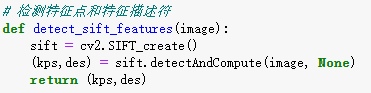 # 检测特征点和特征描述符
def detect_sift_features(image):
    sift = cv2.SIFT_create()
    (kps,des) = sift.detectAndCompute(image, None)
    return (kps,des)